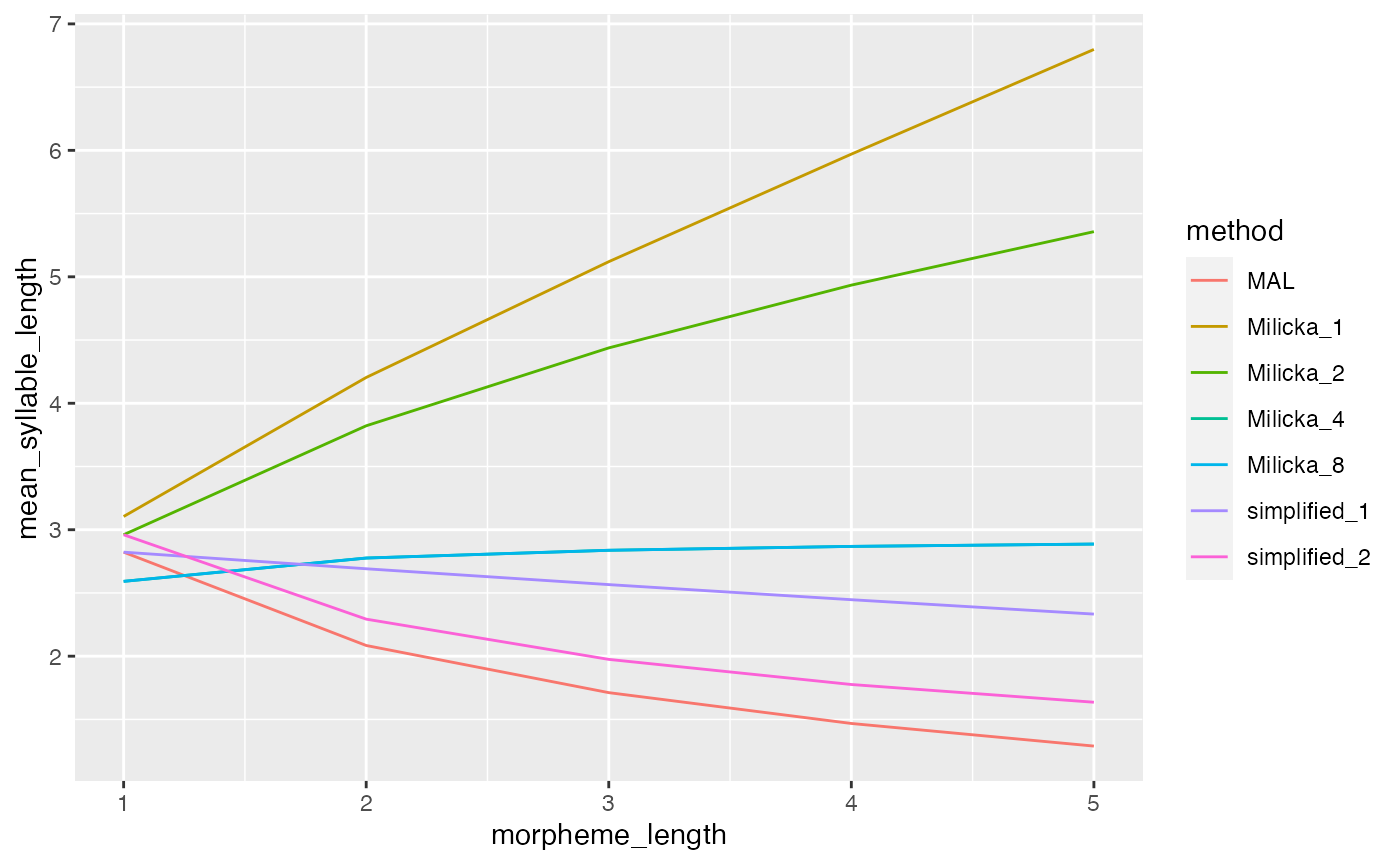 7
6
5
4
3
2
mean_syllable_length
1 2 3 4 5
morpheme_length
method
MAL
Milicka_1
Milicka_2
Milicka_4
Milicka_8
simplified_1
simplified_2